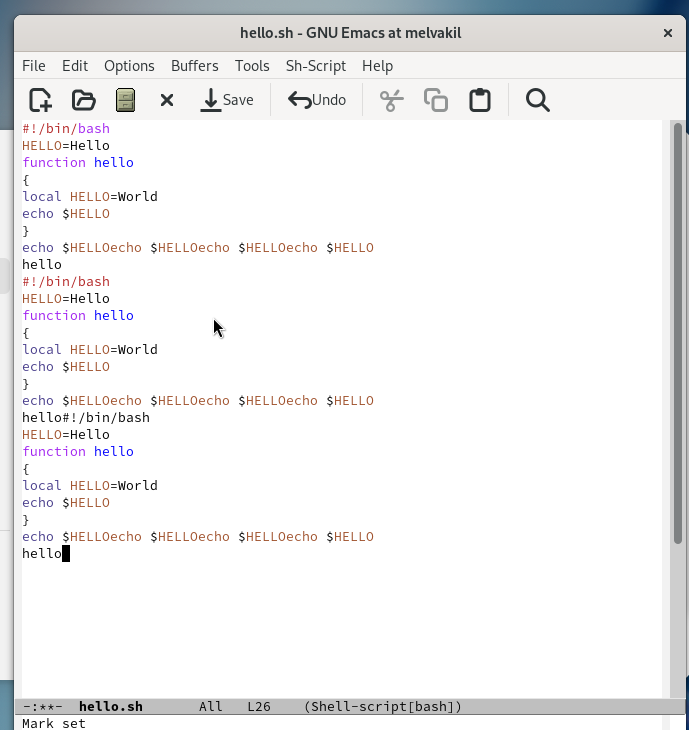 hello.sh - GNU Emacs at melvakil
File Edit Options Buffers Tools Sh-Script Help
Save Undo
#!/bin/bash
HELLO=Hello
function hello
{
local HELLO=World
echo $HELLO
}
echo $HELLOecho $HELLOecho $HELLOecho $HELLO
hello
#!/bin/bash
HELLO=Hello
function hello
{
local HELLO=World
echo $HELLO
}
echo $HELLOecho $HELLOecho $HELLOecho $HELLO
hello#!/bin/bash
HELLO=Hello
function hello
{
local HELLO=World
echo $HELLO
}
echo $HELLOecho $HELLOecho $HELLOecho $HELLO
hello
-:**- hello.sh All L26 (Shell-script[bash])
Mark set